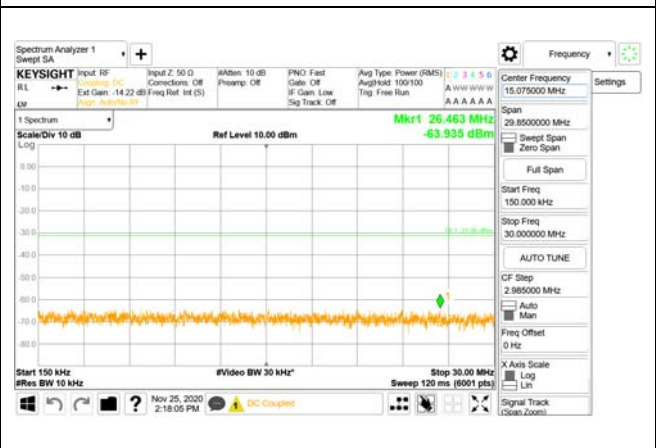 Spectrum Analyzer 1
Swept SA
Frequency
KEYSIGHT
Input: RF
Coupling: DC
Ext Gain: -14.22 dB
Align: Auto/No RF
Input Z: 50 Ω
Corrections: Off
Freq Ref: Int (S)
#Atten: 10 dB
Preamp: Off
PNO: Fast
Gate: Off
IF Gain: Low
Sig Track: Off
Avg Type: Power (RMS)
Avg|Hold: 100/100
Trig: Free Run
1 2 3 4 5 6
A W W W W W
A A A A A A
RL
1 Spectrum
Scale/Div 10 dB
Log
Ref Level 10.00 dBm
Mkr1 26.463 MHz
-63.935 dBm
0.00
-10.0
-20.0
-30.0
-40.0
-50.0
-60.0
-70.0
-80.0
1
Start 150 kHz
#Res BW 10 kHz
#Video BW 30 kHz*
Stop 30.00 MHz
Sweep 120 ms (6001 pts)
Nov 25, 2020
2:18:05 PM
DC Coupled
Center Frequency
15.075000 MHz
Settings
Span
29.8500000 MHz
Swept Span
Zero Span
Full Span
Start Freq
150.000 kHz
Stop Freq
30.000000 MHz
AUTO TUNE
CF Step
2.985000 MHz
Auto
Man
Freq Offset
0 Hz
X Axis Scale
Log
Lin
Signal Track
(Span Zoom)